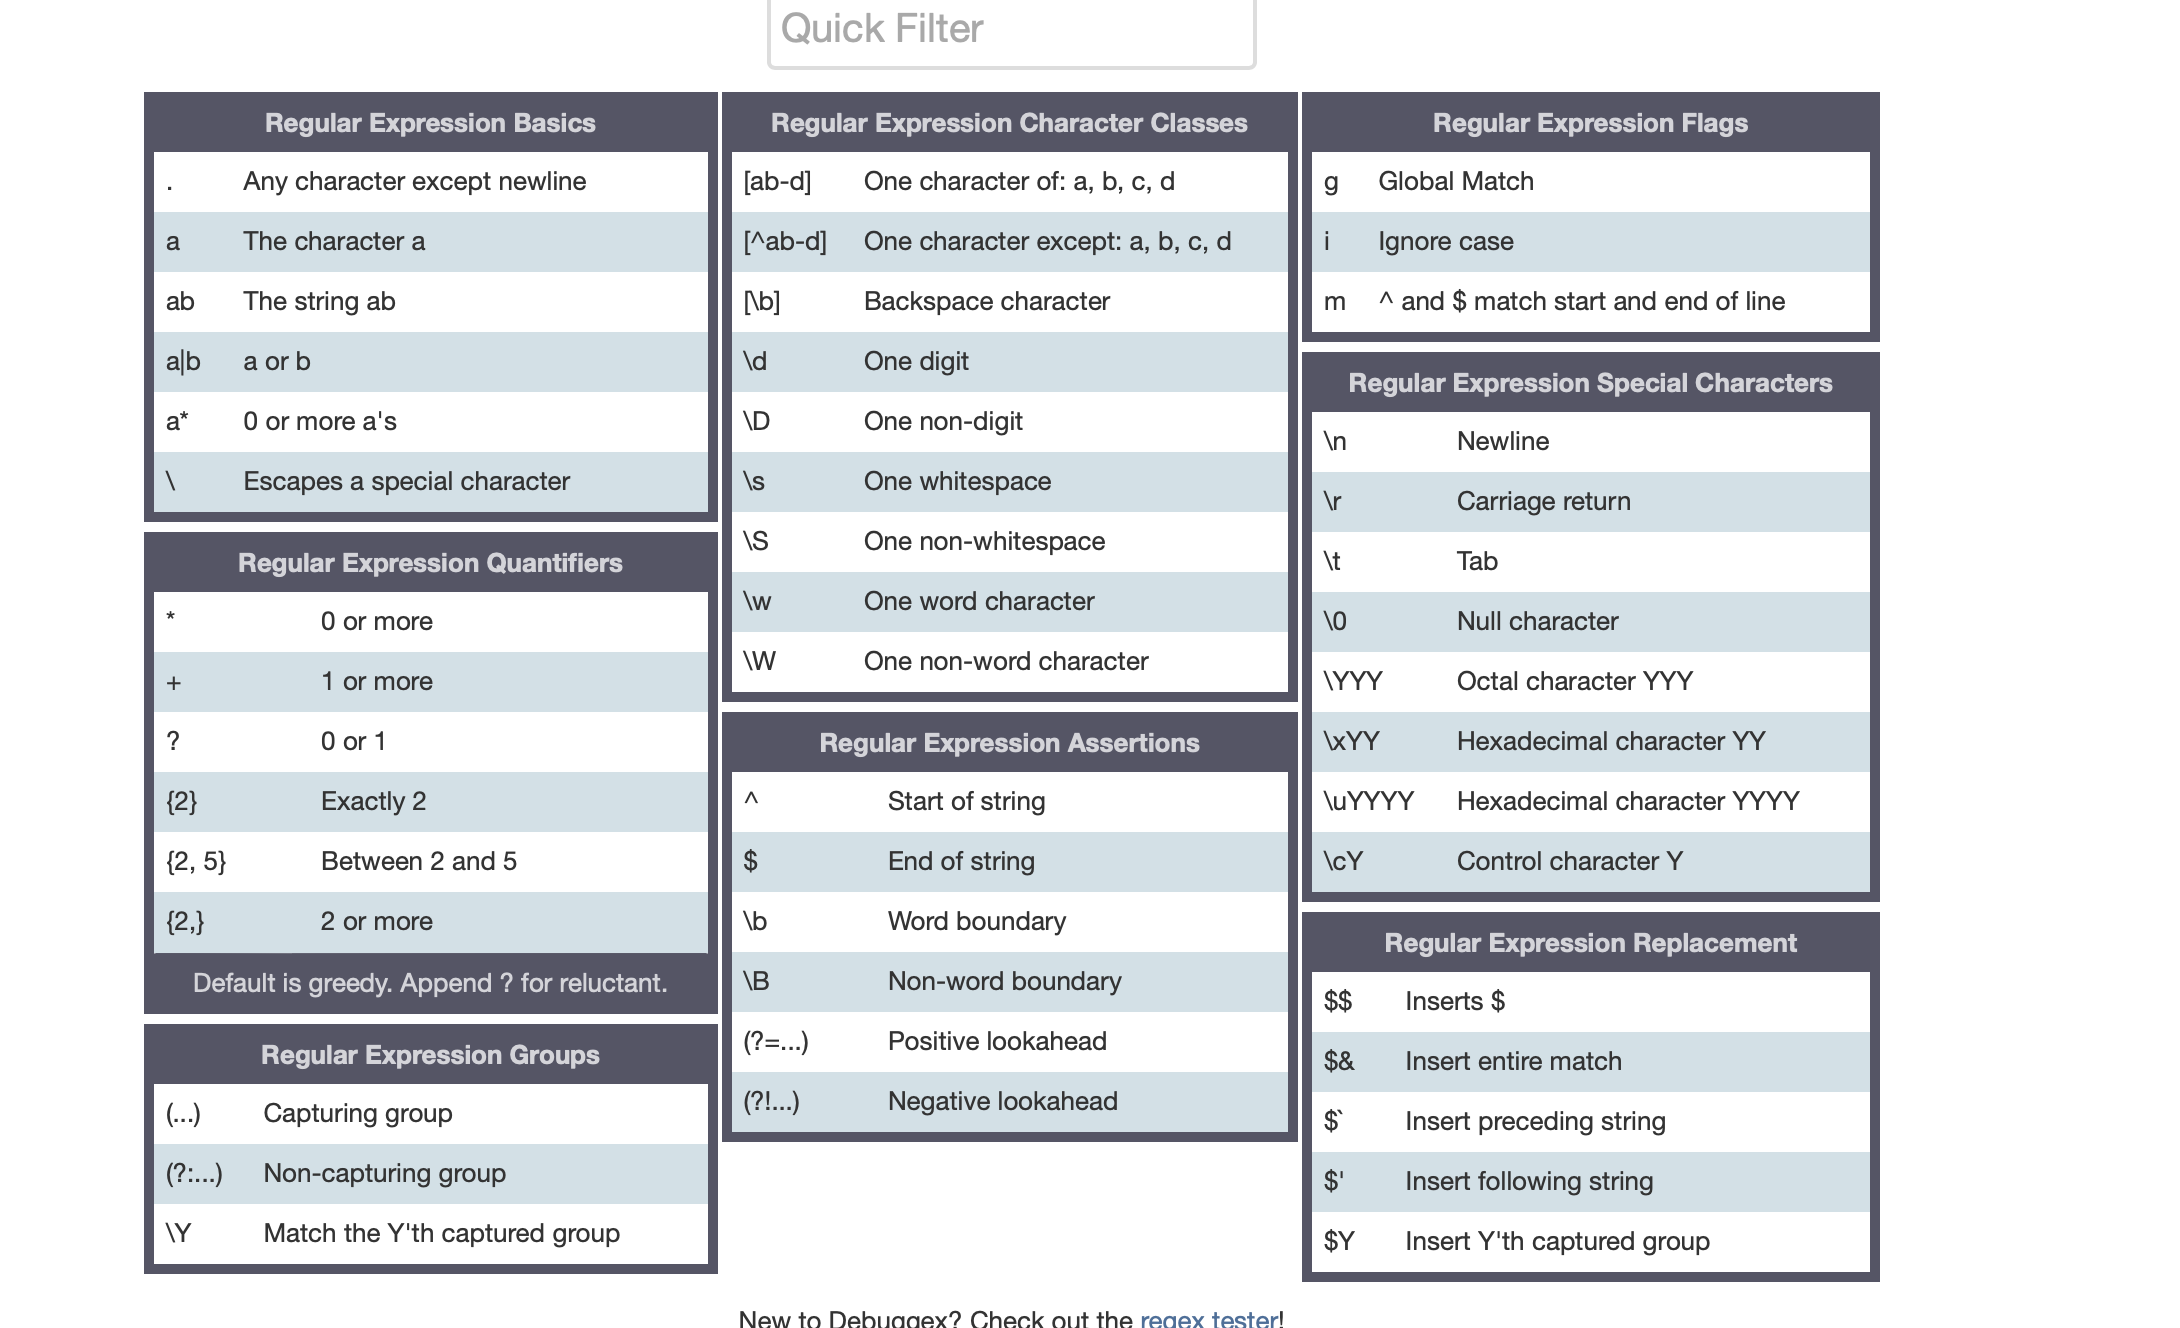 Quick Filter
Regular Expression Basics
. Any character except newline
a The character a
ab The string ab
a|b a or b
a* 0 or more a's
\ Escapes a special character
Regular Expression Quantifiers
* 0 or more
+ 1 or more
? 0 or 1
{2} Exactly 2
{2, 5} Between 2 and 5
{2,} 2 or more
Default is greedy. Append ? for reluctant.
Regular Expression Groups
(...) Capturing group
(?:...) Non-capturing group
\Y Match the Y'th captured group
Regular Expression Character Classes
[ab-d] One character of: a, b, c, d
[^ab-d] One character except: a, b, c, d
[\b] Backspace character
\d One digit
\D One non-digit
\s One whitespace
\S One non-whitespace
\w One word character
\W One non-word character
Regular Expression Assertions
^ Start of string
$ End of string
\b Word boundary
\B Non-word boundary
(?=...) Positive lookahead
(?!...) Negative lookahead
Regular Expression Flags
g Global Match
i Ignore case
m ^ and $ match start and end of line
Regular Expression Special Characters
\n Newline
\r Carriage return
\t Tab
\0 Null character
\YYY Octal character YYY
\xYY Hexadecimal character YY
\uYYYY Hexadecimal character YYYY
\cY Control character Y
Regular Expression Replacement
$$ Inserts $
$& Insert entire match
$` Insert preceding string
$' Insert following string
$Y Insert Y'th captured group
New to Debuggex? Check out the regex tester!